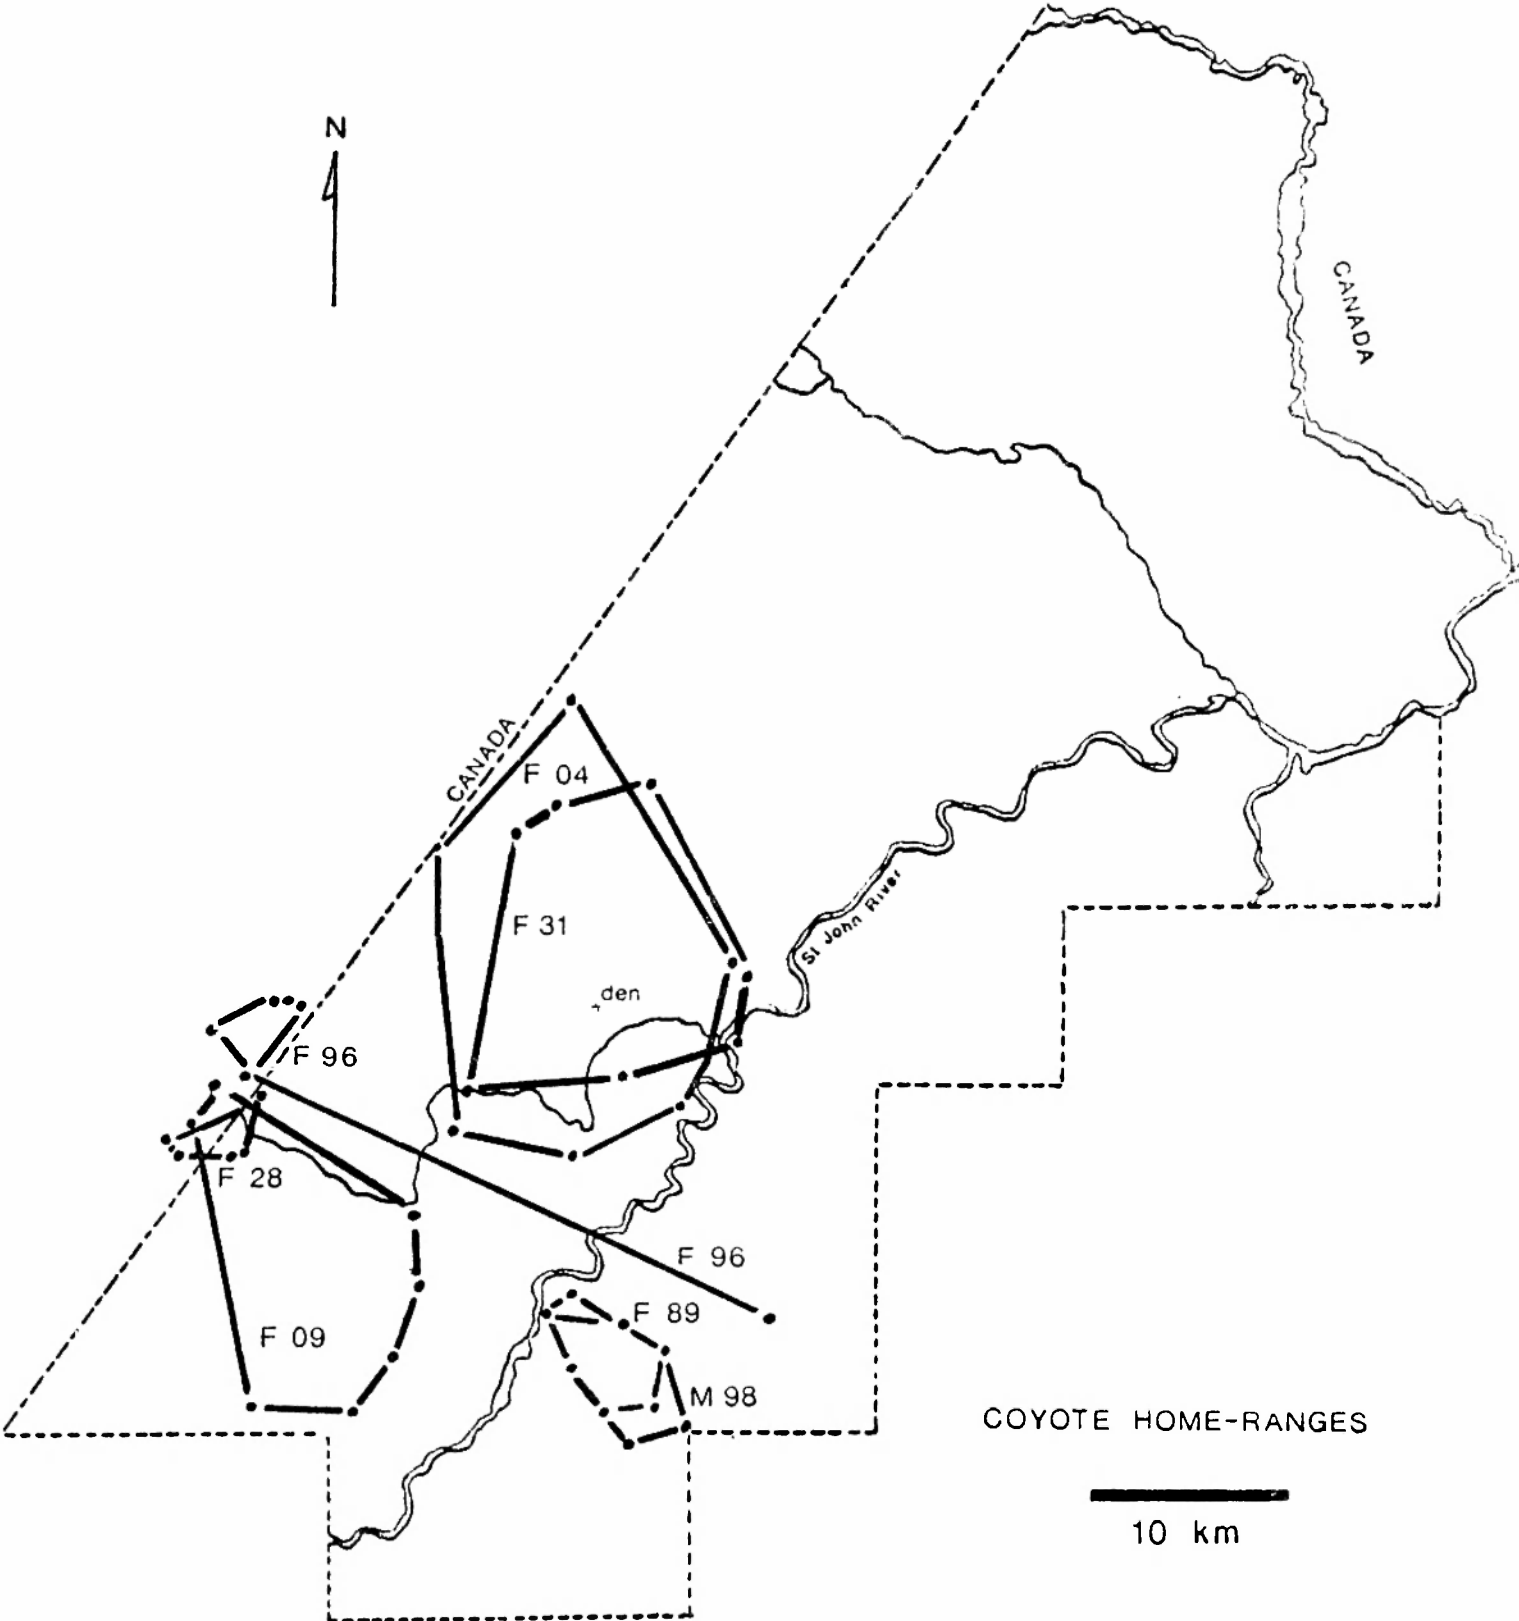 N
CANADA
CANADA
F 04
F 31
St John River
den
F 96
F 28
F 96
F 89
F 09
M 98
COYOTE HOME-RANGES
10 km